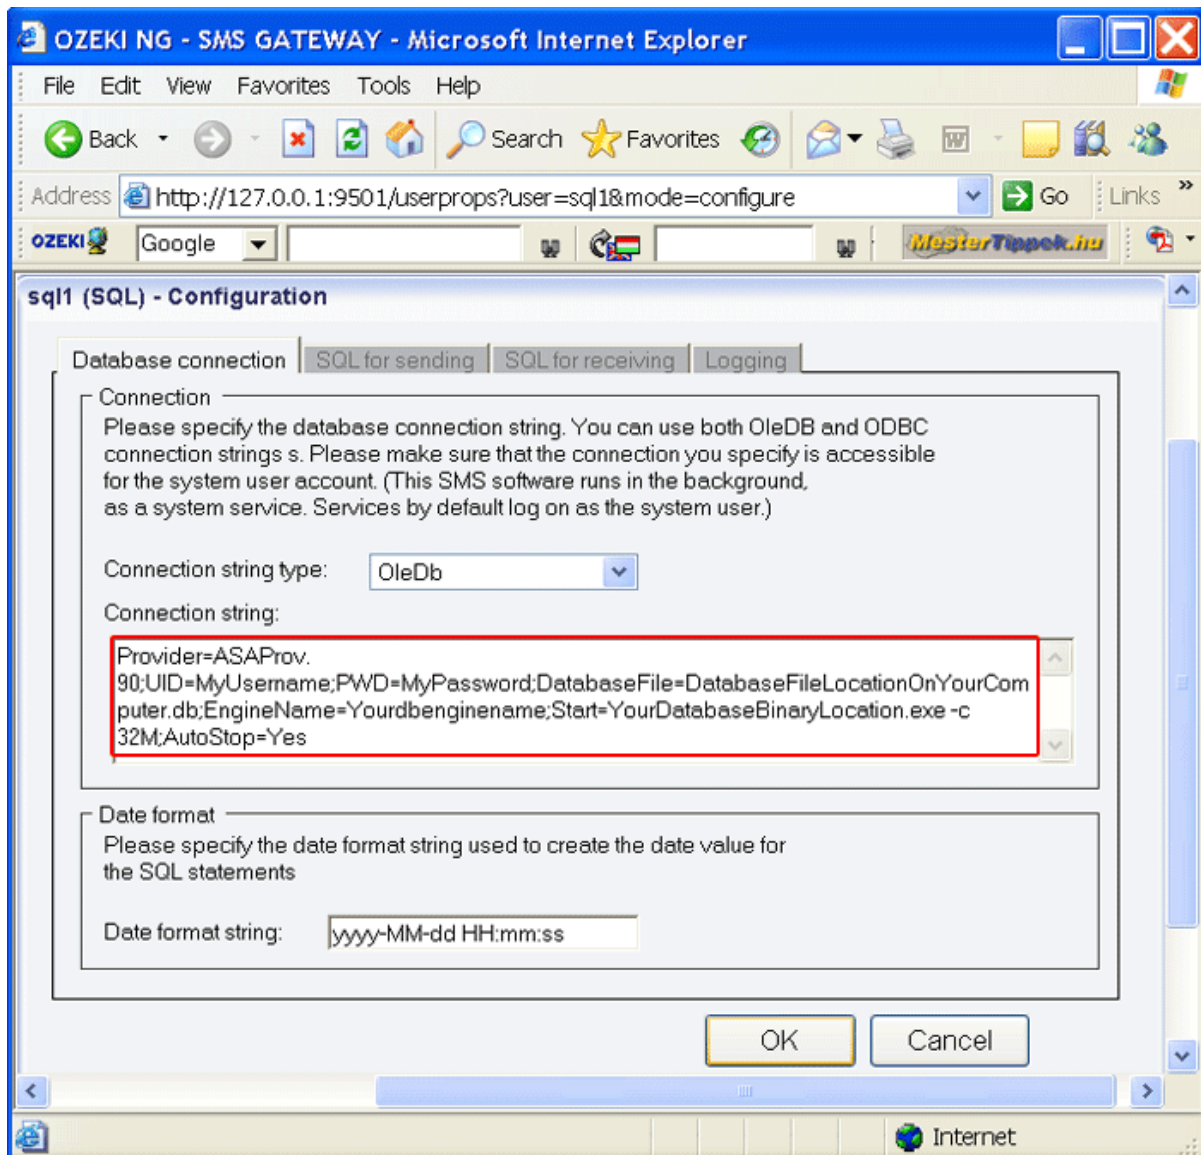 OZEKI NG - SMS GATEWAY - Microsoft Internet Explorer
File Edit View Favorites Tools Help
Back Search Favorites
Address http://127.0.0.1:9501/userprops?user=sql1&mode=configure Go Links »
OZEKI Google MesterTippek.hu
sql1 (SQL) - Configuration
Database connection SQL for sending SQL for receiving Logging
Connection
Please specify the database connection string. You can use both OleDB and ODBC
connection strings s. Please make sure that the connection you specify is accessible
for the system user account. (This SMS software runs in the background,
as a system service. Services by default log on as the system user.)
Connection string type: OleDb
Connection string:
Provider=ASAProv.
90;UID=MyUsername;PWD=MyPassword;DatabaseFile=DatabaseFileLocationOnYourCom
puter.db;EngineName=Yourdbenginename;Start=YourDatabaseBinaryLocation.exe -c
32M;AutoStop=Yes
Date format
Please specify the date format string used to create the date value for
the SQL statements
Date format string: yyyy-MM-dd HH:mm:ss
OK Cancel
Internet